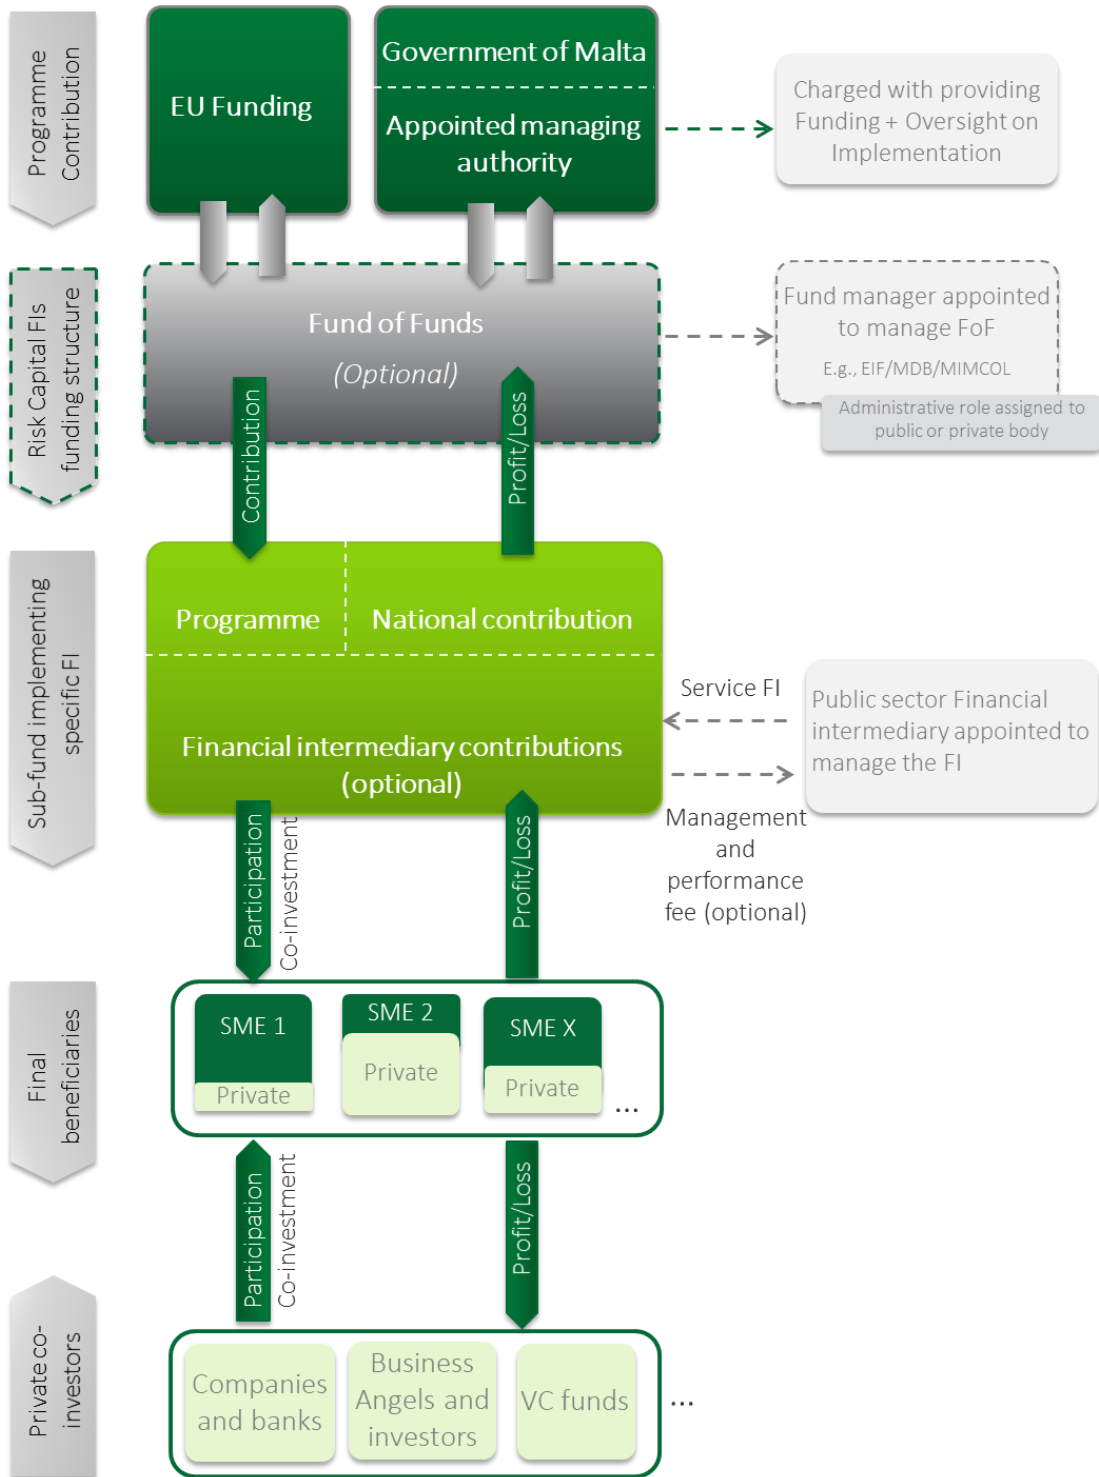 Programme
Contribution
EU Funding
Government of Malta
Appointed managing
authority
Charged with providing
Funding + Oversight on
Implementation
Risk Capital FIs
funding structure
Fund of Funds
(Optional)
Fund manager appointed
to manage FoF
E.g., EIF/MDB/MIMCOL
Administrative role assigned to
public or private body
Contribution
Profit/Loss
Sub-fund implementing
specific FI
Programme
National contribution
Financial intermediary contributions
(optional)
Service FI
Public sector Financial
intermediary appointed to
manage the FI
Management
and
performance
fee (optional)
Participation
Co-investment
Profit/Loss
Final
beneficiaries
SME 1
Private
SME 2
Private
SME X
Private
...
Participation
Co-investment
Profit/Loss
Private co-
investors
Companies
and banks
Business
Angels and
investors
VC funds
...